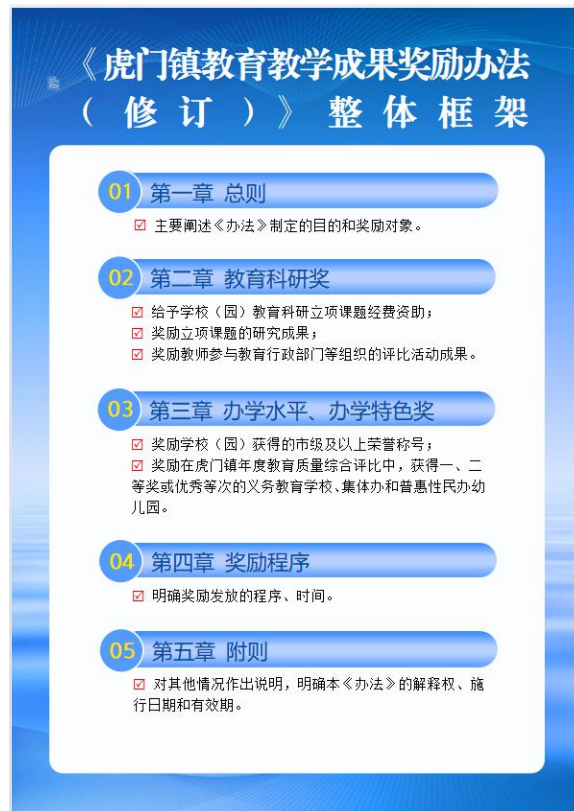 《虎门镇教育教学成果奖励办法
（修订）》整体框架
01 第一章 总则
☑ 主要阐述《办法》制定的目的和奖励对象。
02 第二章 教育科研奖
☑ 给予学校（园）教育科研立项课题经费资助；
☑ 奖励立项课题的研究成果；
☑ 奖励教师参与教育行政部门等组织的评比活动成果。
03 第三章 办学水平、办学特色奖
☑ 奖励学校（园）获得的市级及以上荣誉称号；
☑ 奖励在虎门镇年度教育质量综合评比中，获得一、二
等奖或优秀等次的义务教育学校、集体办和普惠性民办幼
儿园。
04 第四章 奖励程序
☑ 明确奖励发放的程序、时间。
05 第五章 附则
☑ 对其他情况作出说明，明确本《办法》的解释权、施
行日期和有效期。